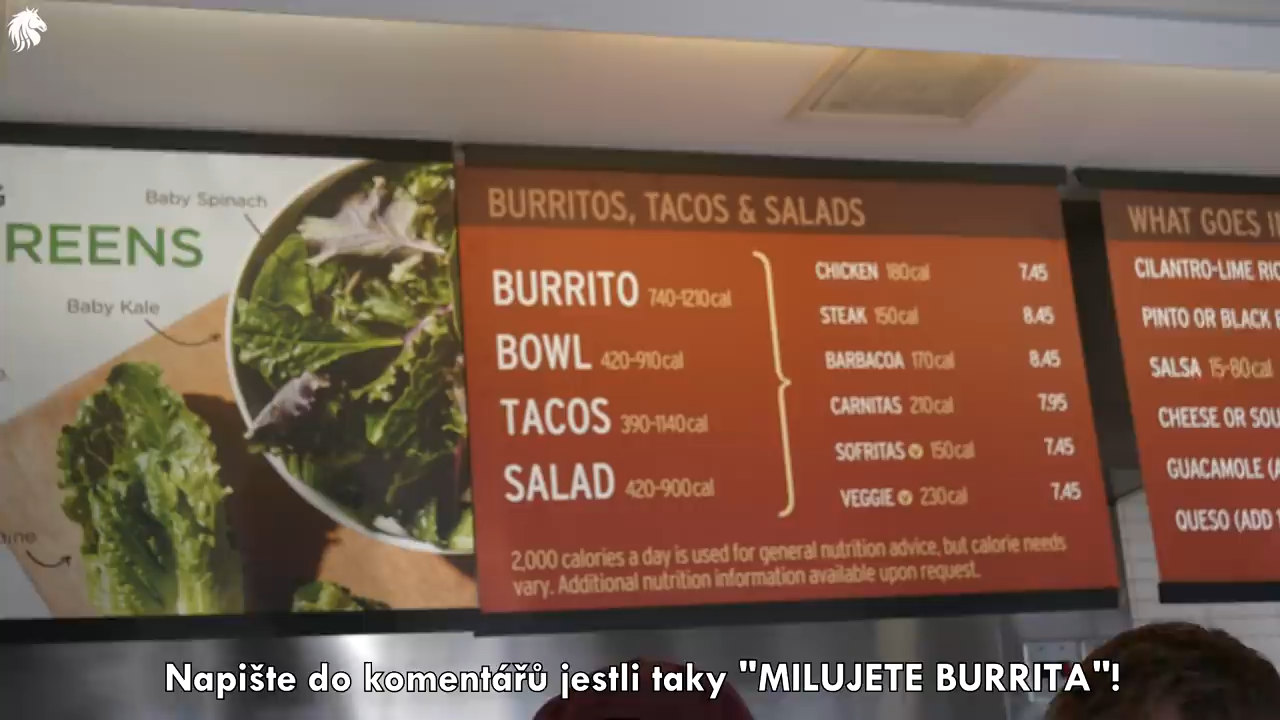 Baby Spinach
REENS
Baby Kale
BURRITOS, TACOS & SALADS
BURRITO 740-1210cal
BOWL 420-910cal
TACOS 390-1140cal
SALAD 420-900cal
CHICKEN 180cal 7.45
STEAK 150cal 8.45
BARBACOA 170cal 8.45
CARNITAS 210cal 7.95
SOFRITAS 150cal 7.45
VEGGIE 230cal 7.45
2,000 calories a day is used for general nutrition advice, but calorie needs
vary. Additional nutrition information available upon request.
WHAT GOES
CILANTRO-LIME
PINTO OR BLACK
SALSA 15-80cal
CHEESE OR
GUACAMOLE
QUESO (ADD
Napište do komentářů jestli taky "MILUJETE BURRITA"!